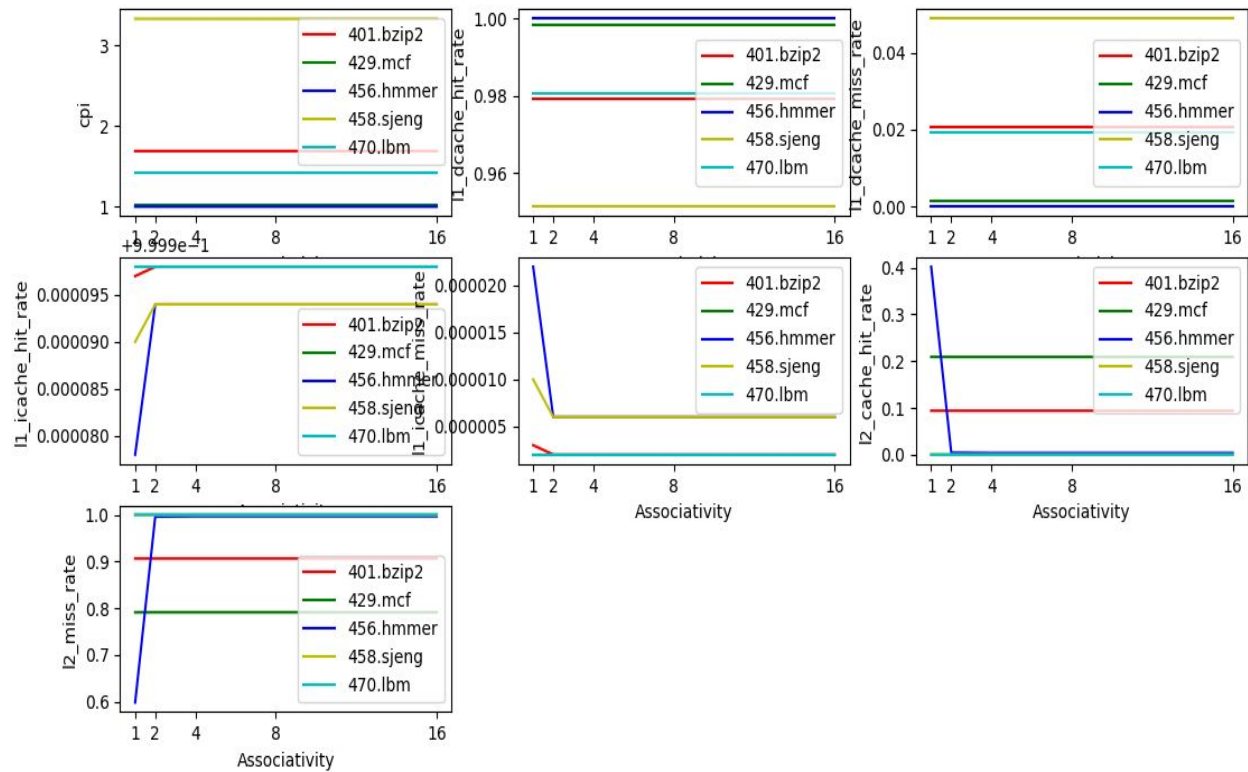 cpi
3
2
1
1 2 4 8 16
401.bzip2
429.mcf
456.hmmer
458.sjeng
470.lbm
l1_dcache_hit_rate
1.00
0.98
0.96
1 2 4 8 16
401.bzip2
429.mcf
456.hmmer
458.sjeng
470.lbm
l1_dcache_miss_rate
0.04
0.02
0.00
1 2 4 8 16
401.bzip2
429.mcf
456.hmmer
458.sjeng
470.lbm
+9.999e−1
l1_icache_hit_rate
0.000095
0.000090
0.000085
0.000080
1 2 4 8 16
Associativity
401.bzip2
429.mcf
456.hmmer
458.sjeng
470.lbm
l1_icache_miss_rate
0.000020
0.000015
0.000010
0.000005
1 2 4 8 16
Associativity
401.bzip2
429.mcf
456.hmmer
458.sjeng
470.lbm
l2_cache_hit_rate
0.4
0.3
0.2
0.1
0.0
1 2 4 8 16
Associativity
401.bzip2
429.mcf
456.hmmer
458.sjeng
470.lbm
l2_miss_rate
1.0
0.9
0.8
0.7
0.6
1 2 4 8 16
Associativity
401.bzip2
429.mcf
456.hmmer
458.sjeng
470.lbm